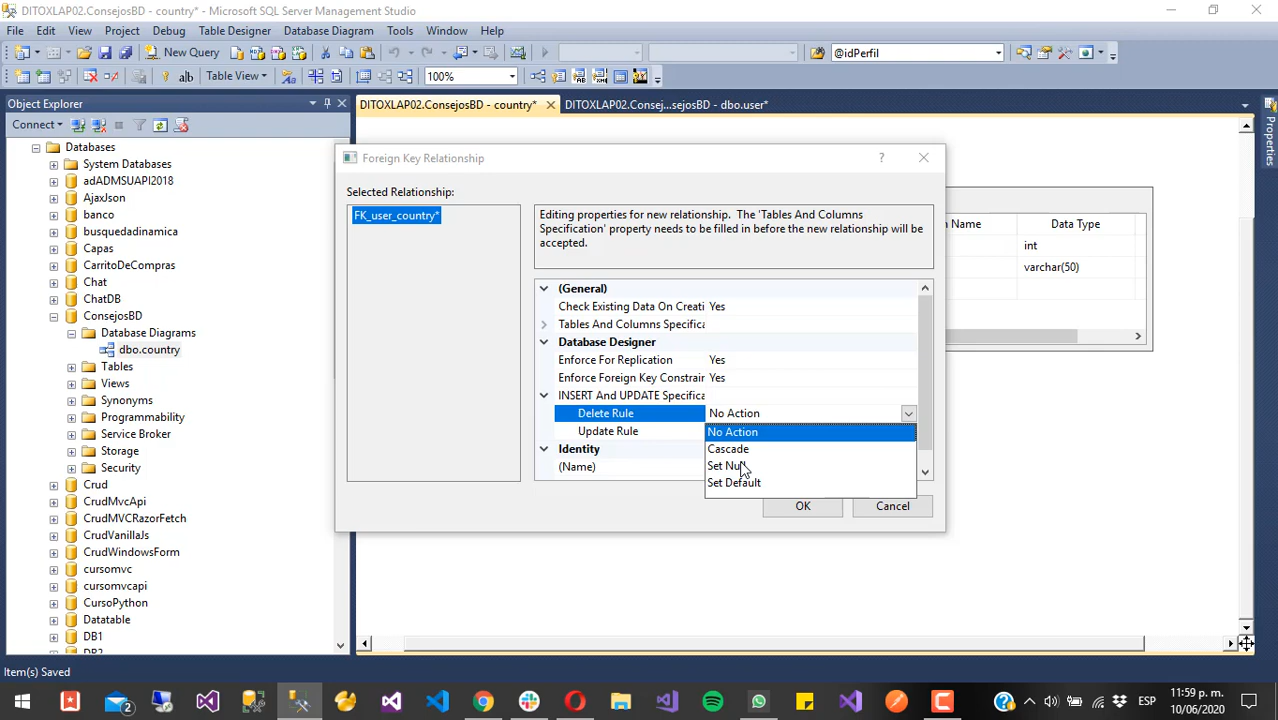 DITOXLAP02.ConsejosBD - country* - Microsoft SQL Server Management Studio
File Edit View Project Debug Table Designer Database Diagram Tools Window Help
New Query
@idPerfil
Table View
100%
Object Explorer
DITOXLAP02.ConsejosBD - country*
DITOXLAP02.Consej...sejosBD - dbo.user*
Properties
Connect
Databases
System Databases
adADMSUAPI2018
AjaxJson
banco
busquedadinamica
Capas
CarritoDeCompras
Chat
ChatDB
ConsejosBD
Database Diagrams
dbo.country
Tables
Views
Synonyms
Programmability
Service Broker
Storage
Security
Crud
CrudMvcApi
CrudMVCRazorFetch
CrudVanillaJs
CrudWindowsForm
cursomvc
cursomvcapi
CursoPython
Datatable
DB1
DB2
Foreign Key Relationship
?
Selected Relationship:
FK_user_country*
Editing properties for new relationship. The 'Tables And Columns
Specification' property needs to be filled in before the new relationship will be
accepted.
(General)
Check Existing Data On Creati Yes
Tables And Columns Specifica
Database Designer
Enforce For Replication Yes
Enforce Foreign Key Constrain Yes
INSERT And UPDATE Specifica
Delete Rule No Action
Update Rule
Identity
(Name)
No Action
Cascade
Set Null
Set Default
OK
Cancel
n Name Data Type
int
varchar(50)
Item(s) Saved
2
ESP
11:59 p. m.
10/06/2020